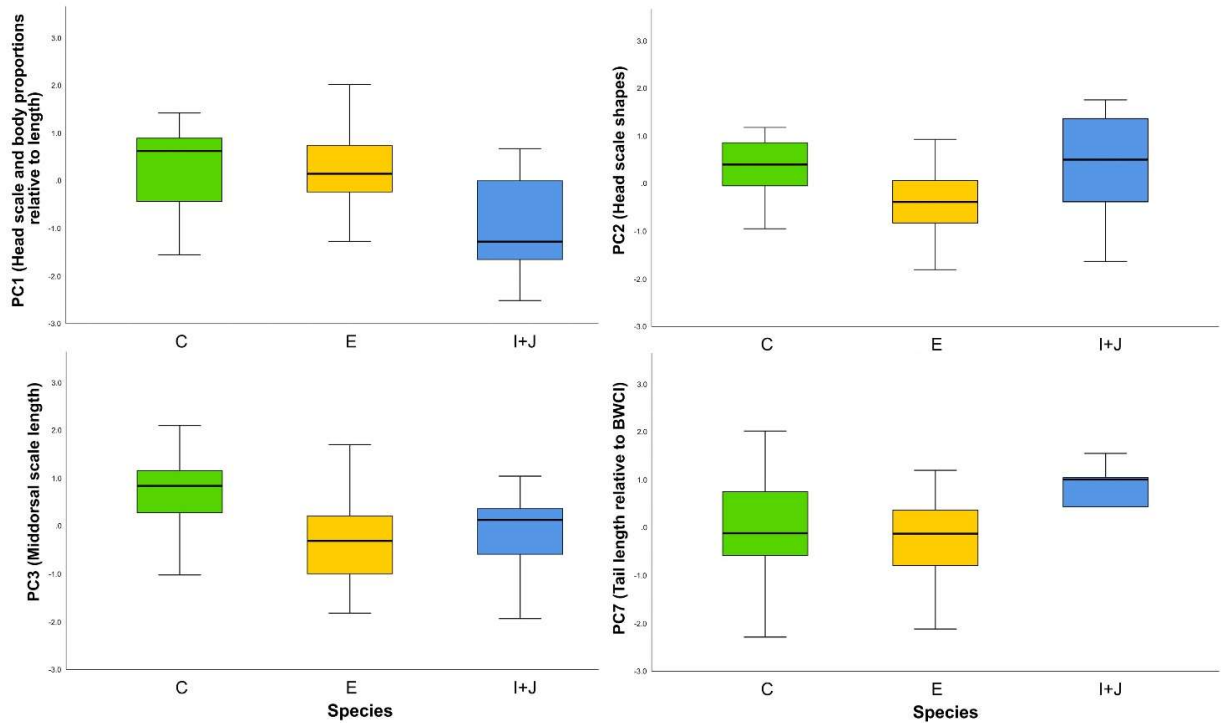 PC1 (Head scale and body proportions
relative to length)
3.0
2.0
1.0
.0
-1.0
-2.0
-3.0
C E I+J
PC2 (Head scale shapes)
3.0
2.0
1.0
.0
-1.0
-2.0
-3.0
C E I+J
PC3 (Middorsal scale length)
3.0
2.0
1.0
.0
-1.0
-2.0
-3.0
C E I+J
Species
PC7 (Tail length relative to BWCI)
3.0
2.0
1.0
.0
-1.0
-2.0
-3.0
C E I+J
Species